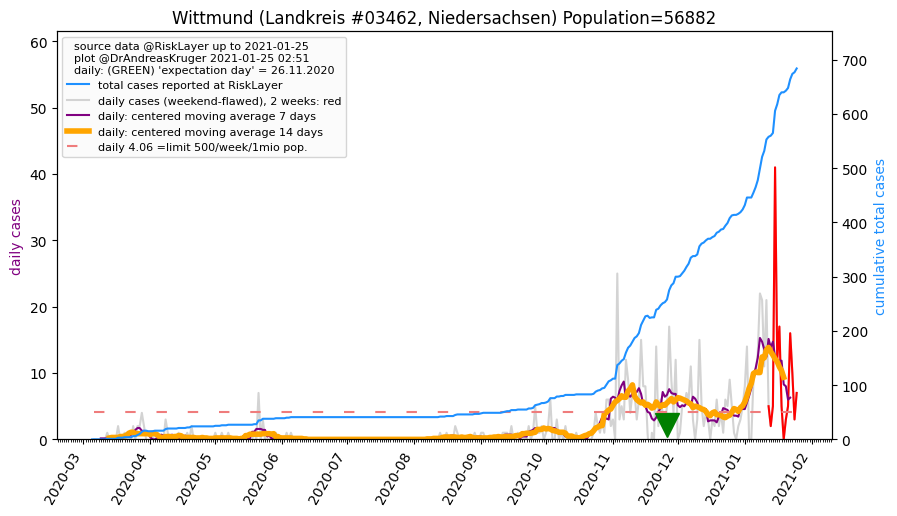 Wittmund (Landkreis #03462, Niedersachsen) Population=56882
source data @RiskLayer up to 2021-01-25
plot @DrAndreasKruger 2021-01-25 02:51
daily: (GREEN) 'expectation day' = 26.11.2020
total cases reported at RiskLayer
daily cases (weekend-flawed), 2 weeks: red
daily: centered moving average 7 days
daily: centered moving average 14 days
daily 4.06 =limit 500/week/1mio pop.
daily cases
60
50
40
30
20
10
0
cumulative total cases
700
600
500
400
300
200
100
0
2020-03
2020-04
2020-05
2020-06
2020-07
2020-08
2020-09
2020-10
2020-11
2020-12
2021-01
2021-02